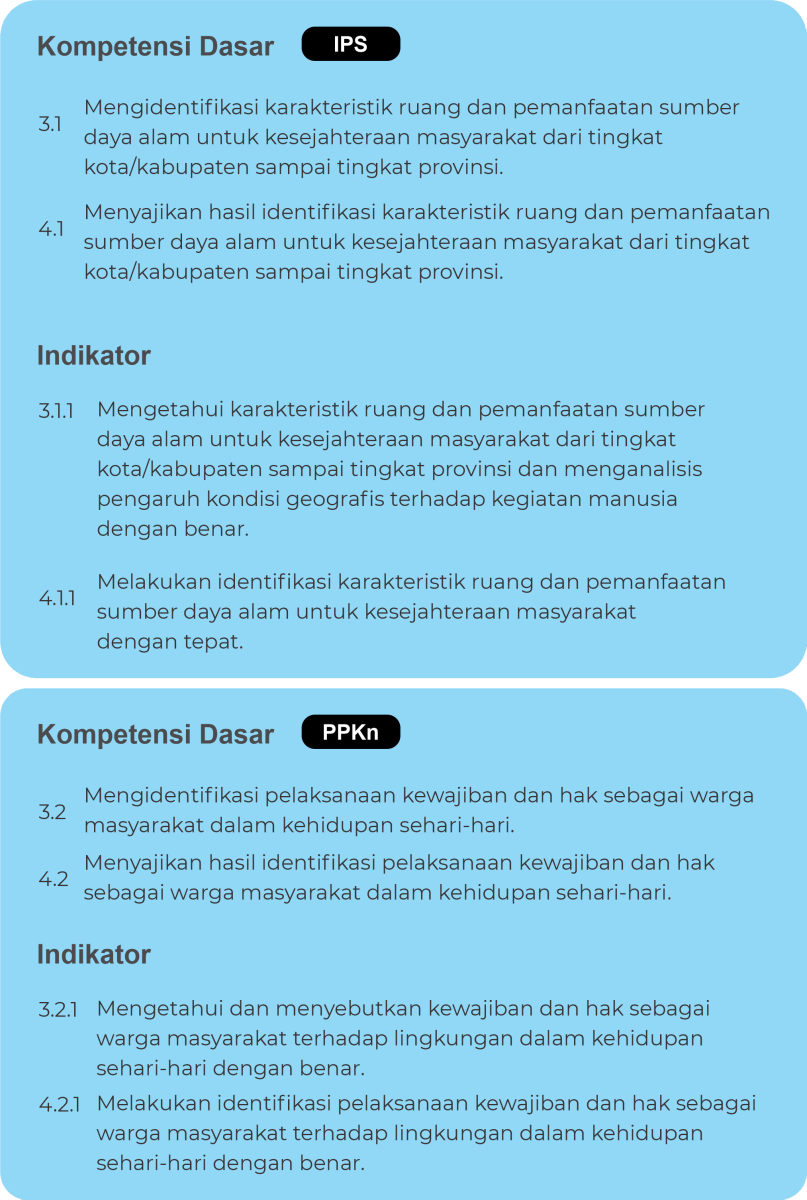 Kompetensi Dasar IPS
3.1 Mengidentifikasi karakteristik ruang dan pemanfaatan sumber
daya alam untuk kesejahteraan masyarakat dari tingkat
kota/kabupaten sampai tingkat provinsi.
4.1 Menyajikan hasil identifikasi karakteristik ruang dan pemanfaatan
sumber daya alam untuk kesejahteraan masyarakat dari tingkat
kota/kabupaten sampai tingkat provinsi.
Indikator
3.1.1 Mengetahui karakteristik ruang dan pemanfaatan sumber
daya alam untuk kesejahteraan masyarakat dari tingkat
kota/kabupaten sampai tingkat provinsi dan menganalisis
pengaruh kondisi geografis terhadap kegiatan manusia
dengan benar.
4.1.1 Melakukan identifikasi karakteristik ruang dan pemanfaatan
sumber daya alam untuk kesejahteraan masyarakat
dengan tepat.
Kompetensi Dasar PPKn
3.2 Mengidentifikasi pelaksanaan kewajiban dan hak sebagai warga
masyarakat dalam kehidupan sehari-hari.
4.2 Menyajikan hasil identifikasi pelaksanaan kewajiban dan hak
sebagai warga masyarakat dalam kehidupan sehari-hari.
Indikator
3.2.1 Mengetahui dan menyebutkan kewajiban dan hak sebagai
warga masyarakat terhadap lingkungan dalam kehidupan
sehari-hari dengan benar.
4.2.1 Melakukan identifikasi pelaksanaan kewajiban dan hak sebagai
warga masyarakat terhadap lingkungan dalam kehidupan
sehari-hari dengan benar.